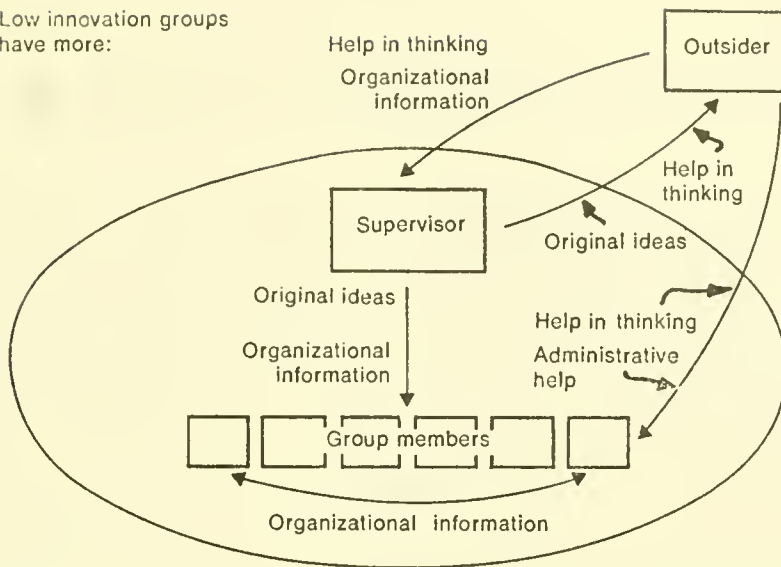 Low innovation groups
have more:
Help in thinking
Organizational
information
Outsider
Help in
thinking
Supervisor
Original ideas
Original ideas
Organizational
information
Help in thinking
Administrative
help
Group members
Organizational information